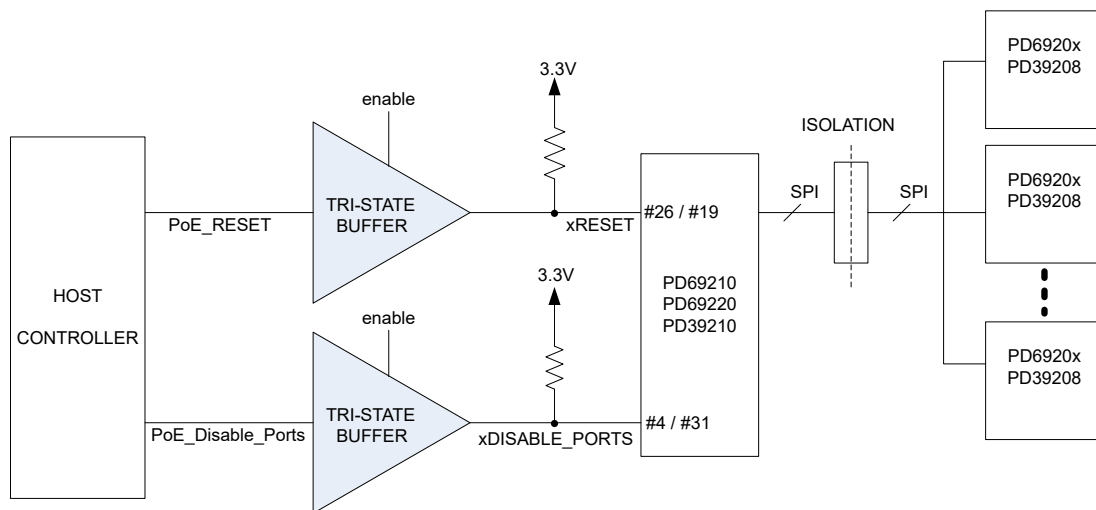 HOST
CONTROLLER
PoE_RESET
PoE_Disable_Ports
enable
TRI-STATE
BUFFER
enable
TRI-STATE
BUFFER
3.3V
xRESET
3.3V
xDISABLE_PORTS
#26 / #19
PD69210
PD69220
PD39210
#4 / #31
SPI
ISOLATION
SPI
PD6920x
PD39208
PD6920x
PD39208
PD6920x
PD39208